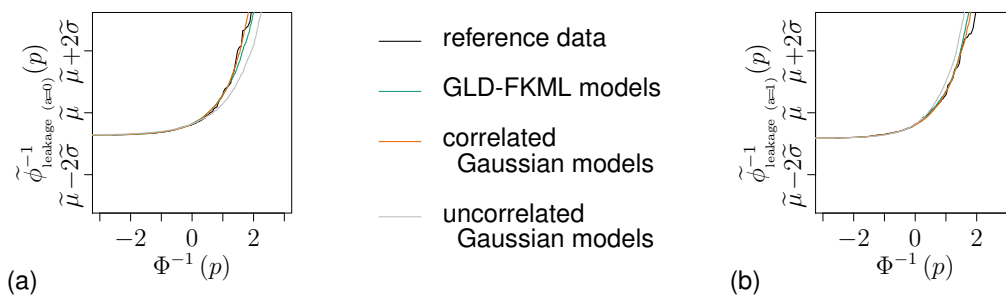 μ̃−2σ̃ μ̃ μ̃+2σ̃
ϕ̃⁻¹ leakage (a=0) (p)
−2 0 2
Φ⁻¹ (p)
(a)
reference data
GLD-FKML models
correlated
Gaussian models
uncorrelated
Gaussian models
μ̃−2σ̃ μ̃ μ̃+2σ̃
ϕ̃⁻¹ leakage (a=1) (p)
−2 0 2
Φ⁻¹ (p)
(b)